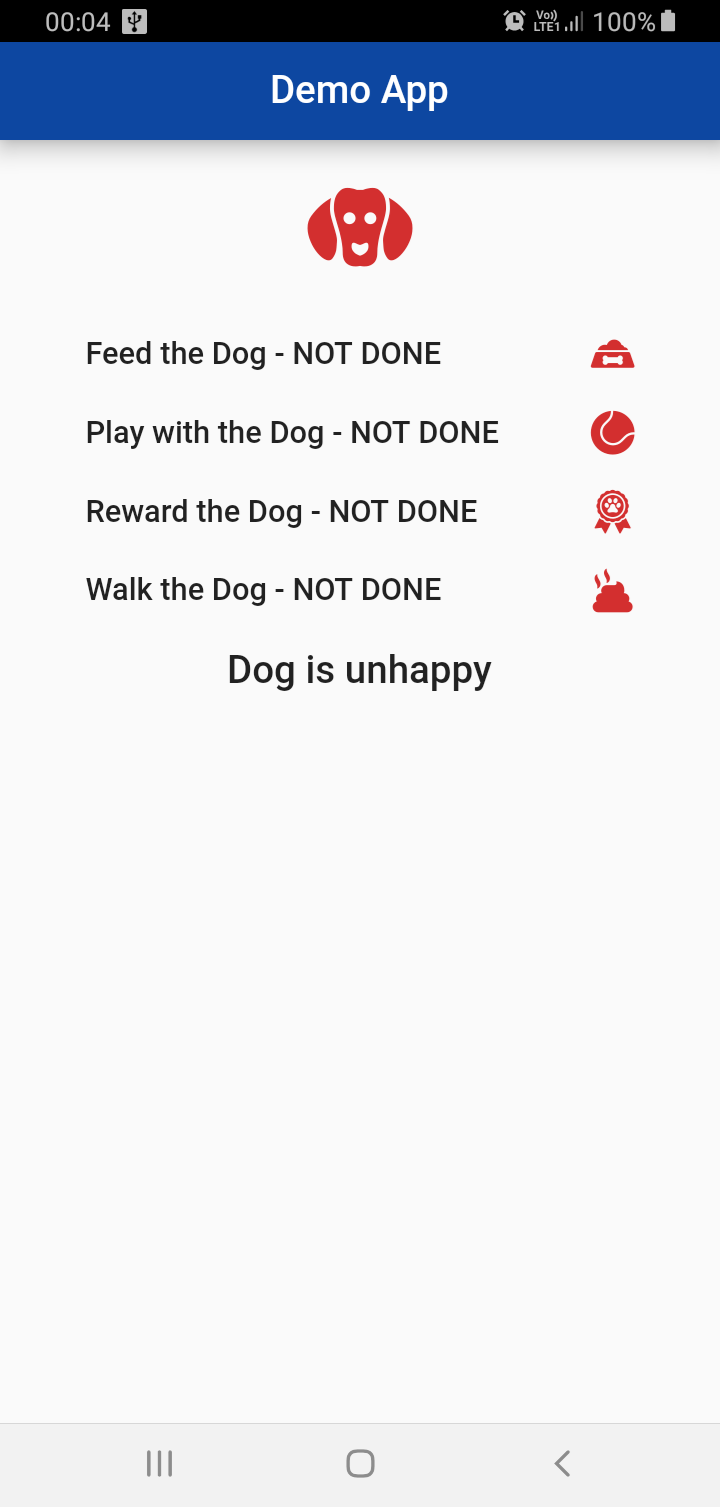 00:04 Vo) LTE1 100%
Demo App
Feed the Dog - NOT DONE
Play with the Dog - NOT DONE
Reward the Dog - NOT DONE
Walk the Dog - NOT DONE
Dog is unhappy